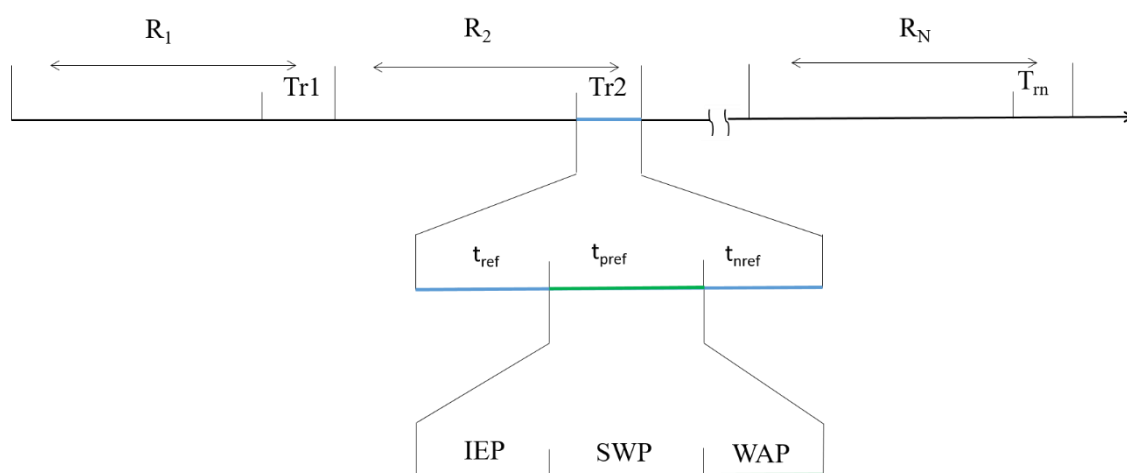 R1 R2 RN
Tr1 Tr2 Trn
tref tpref tnref
IEP SWP WAP